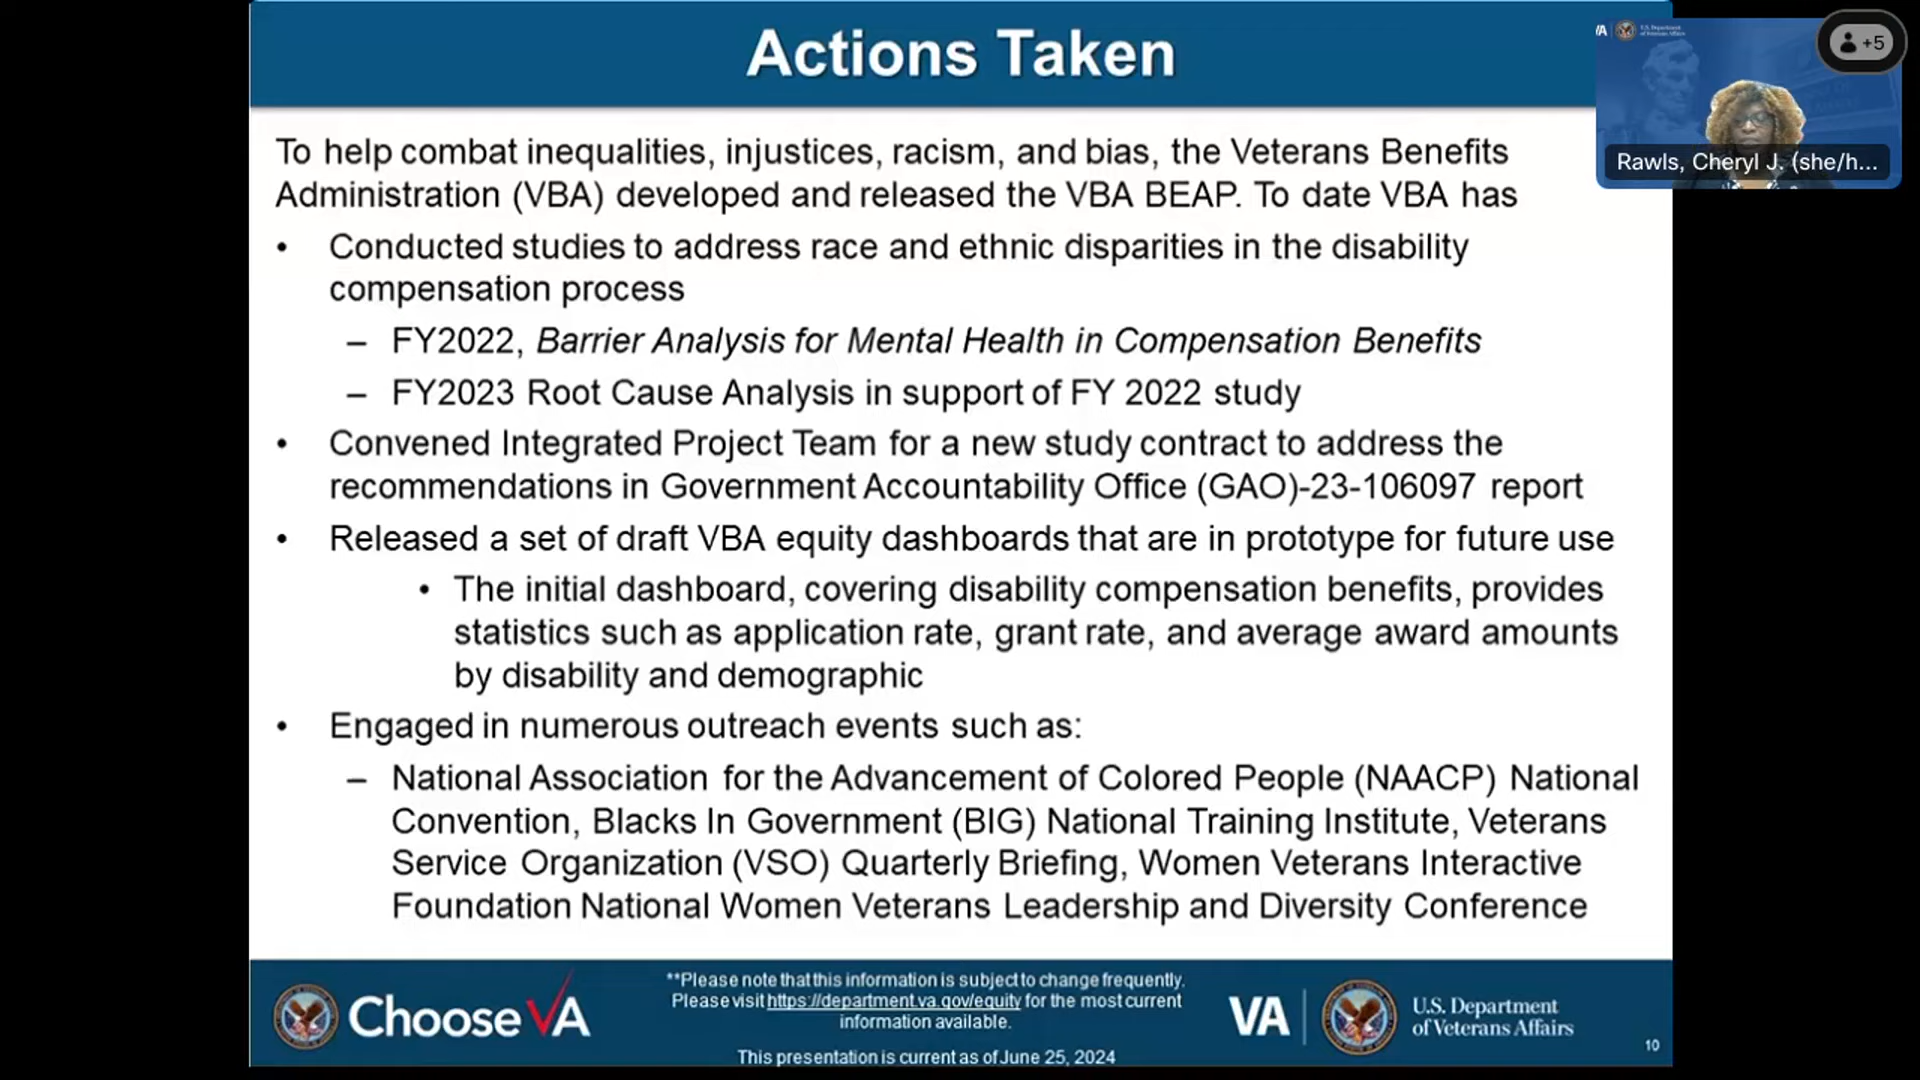 Actions Taken
VA
U.S. Department
of Veterans Affairs
+5
Rawls, Cheryl J. (she/h...
To help combat inequalities, injustices, racism, and bias, the Veterans Benefits
Administration (VBA) developed and released the VBA BEAP. To date VBA has
• Conducted studies to address race and ethnic disparities in the disability
compensation process
– FY2022, Barrier Analysis for Mental Health in Compensation Benefits
– FY2023 Root Cause Analysis in support of FY 2022 study
• Convened Integrated Project Team for a new study contract to address the
recommendations in Government Accountability Office (GAO)-23-106097 report
• Released a set of draft VBA equity dashboards that are in prototype for future use
• The initial dashboard, covering disability compensation benefits, provides
statistics such as application rate, grant rate, and average award amounts
by disability and demographic
• Engaged in numerous outreach events such as:
– National Association for the Advancement of Colored People (NAACP) National
Convention, Blacks In Government (BIG) National Training Institute, Veterans
Service Organization (VSO) Quarterly Briefing, Women Veterans Interactive
Foundation National Women Veterans Leadership and Diversity Conference
Choose VA
**Please note that this information is subject to change frequently.
Please visit https://department.va.gov/equity for the most current
information available.
This presentation is current as of June 25, 2024
VA
U.S. Department
of Veterans Affairs
10